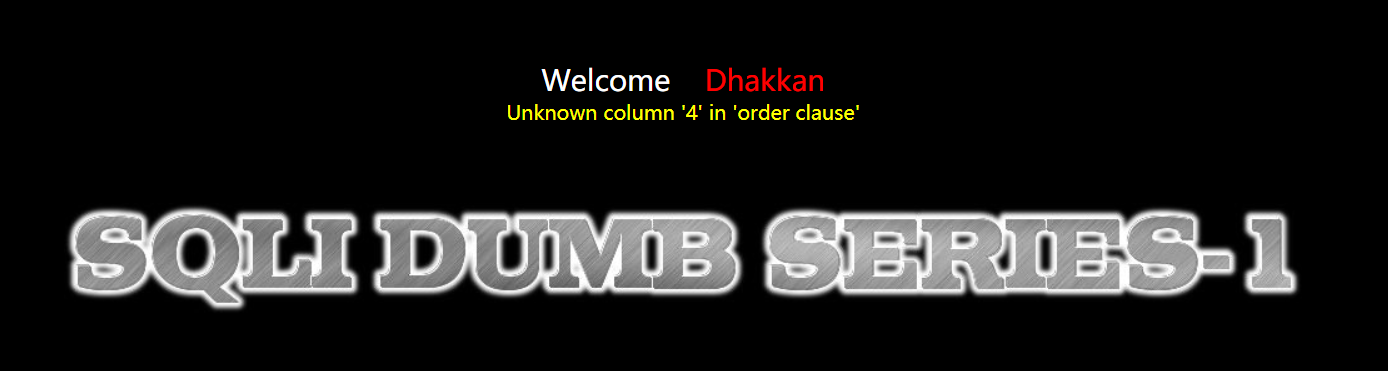 Welcome Dhakkan
Unknown column '4' in 'order clause'
SQLI DUMB SERIES-1